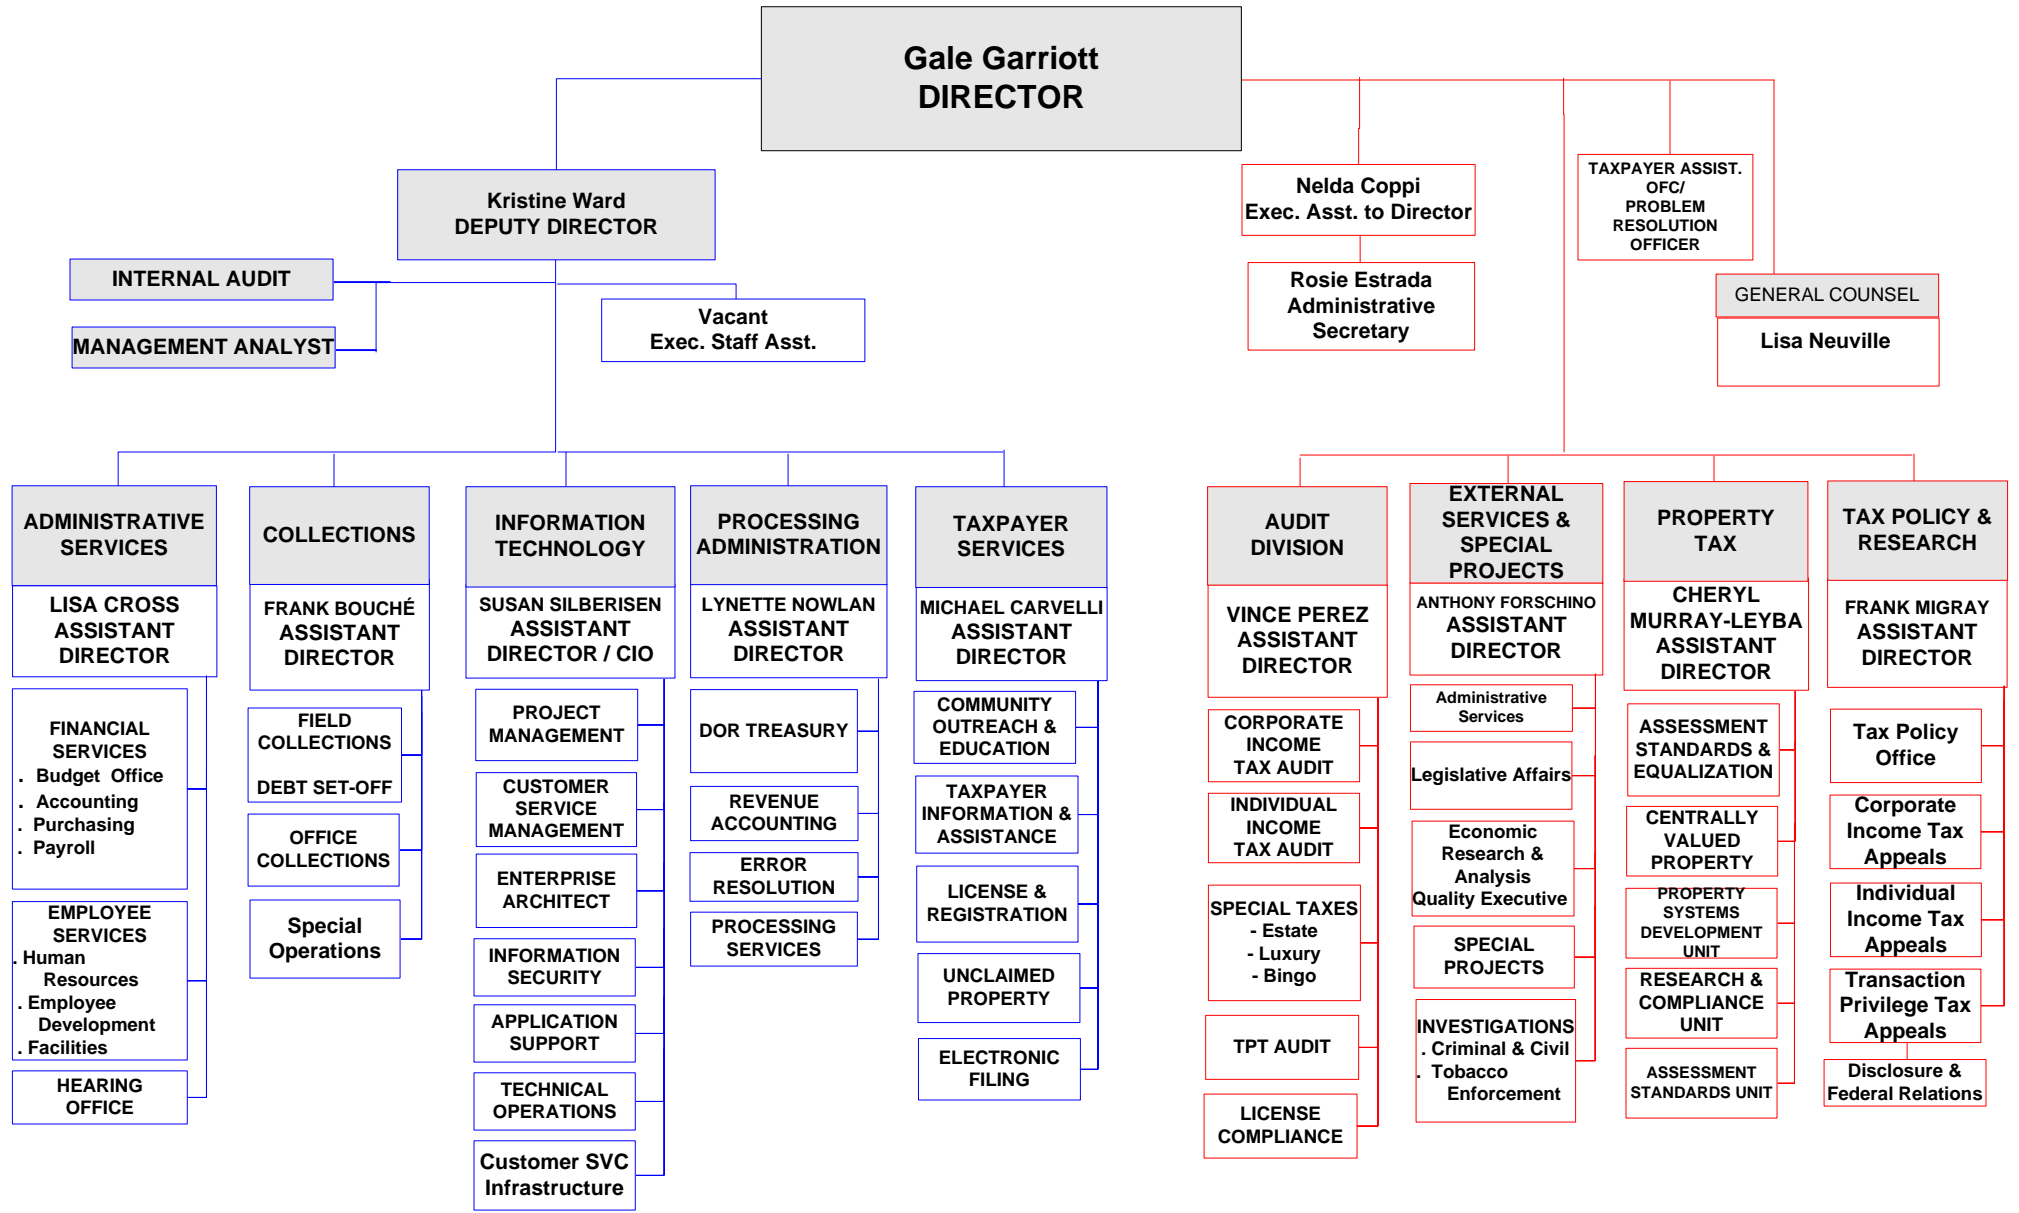 Gale Garriott
DIRECTOR
Kristine Ward
DEPUTY DIRECTOR
INTERNAL AUDIT
MANAGEMENT ANALYST
Vacant
Exec. Staff Asst.
Nelda Coppi
Exec. Asst. to Director
Rosie Estrada
Administrative
Secretary
TAXPAYER ASSIST.
OFC/
PROBLEM
RESOLUTION
OFFICER
GENERAL COUNSEL
Lisa Neuville
ADMINISTRATIVE
SERVICES
LISA CROSS
ASSISTANT
DIRECTOR
FINANCIAL
SERVICES
. Budget Office
. Accounting
. Purchasing
. Payroll
EMPLOYEE
SERVICES
. Human
Resources
. Employee
Development
. Facilities
HEARING
OFFICE
COLLECTIONS
FRANK BOUCHÉ
ASSISTANT
DIRECTOR
FIELD
COLLECTIONS
DEBT SET-OFF
OFFICE
COLLECTIONS
Special
Operations
INFORMATION
TECHNOLOGY
SUSAN SILBERISEN
ASSISTANT
DIRECTOR / CIO
PROJECT
MANAGEMENT
CUSTOMER
SERVICE
MANAGEMENT
ENTERPRISE
ARCHITECT
INFORMATION
SECURITY
APPLICATION
SUPPORT
TECHNICAL
OPERATIONS
Customer SVC
Infrastructure
PROCESSING
ADMINISTRATION
LYNETTE NOWLAN
ASSISTANT
DIRECTOR
DOR TREASURY
REVENUE
ACCOUNTING
ERROR
RESOLUTION
PROCESSING
SERVICES
TAXPAYER
SERVICES
MICHAEL CARVELLI
ASSISTANT
DIRECTOR
COMMUNITY
OUTREACH &
EDUCATION
TAXPAYER
INFORMATION &
ASSISTANCE
LICENSE &
REGISTRATION
UNCLAIMED
PROPERTY
ELECTRONIC
FILING
AUDIT
DIVISION
VINCE PEREZ
ASSISTANT
DIRECTOR
CORPORATE
INCOME
TAX AUDIT
INDIVIDUAL
INCOME
TAX AUDIT
SPECIAL TAXES
- Estate
- Luxury
- Bingo
TPT AUDIT
LICENSE
COMPLIANCE
EXTERNAL
SERVICES &
SPECIAL
PROJECTS
ANTHONY FORSCHINO
ASSISTANT
DIRECTOR
Administrative
Services
Legislative Affairs
Economic
Research &
Analysis
Quality Executive
SPECIAL
PROJECTS
INVESTIGATIONS
. Criminal & Civil
. Tobacco
Enforcement
PROPERTY
TAX
CHERYL
MURRAY-LEYBA
ASSISTANT
DIRECTOR
ASSESSMENT
STANDARDS &
EQUALIZATION
CENTRALLY
VALUED
PROPERTY
PROPERTY
SYSTEMS
DEVELOPMENT
UNIT
RESEARCH &
COMPLIANCE
UNIT
ASSESSMENT
STANDARDS UNIT
TAX POLICY &
RESEARCH
FRANK MIGRAY
ASSISTANT
DIRECTOR
Tax Policy
Office
Corporate
Income Tax
Appeals
Individual
Income Tax
Appeals
Transaction
Privilege Tax
Appeals
Disclosure &
Federal Relations